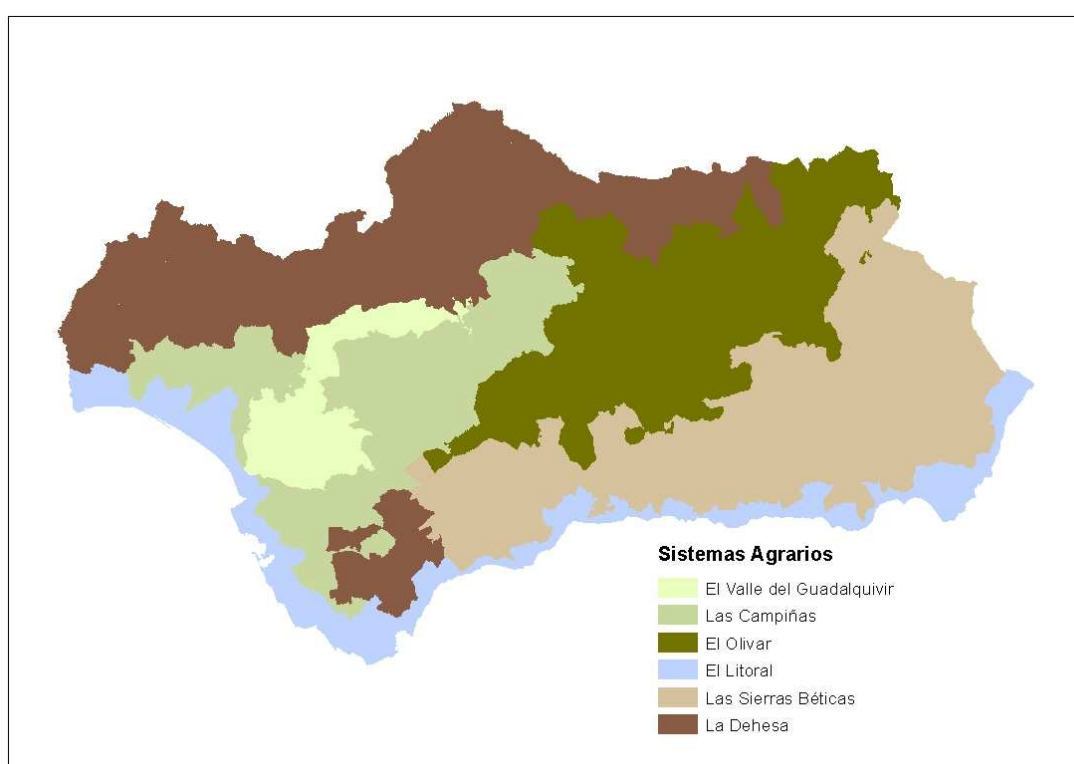 Sistemas Agrarios
El Valle del Guadalquivir
Las Campiñas
El Olivar
El Litoral
Las Sierras Béticas
La Dehesa